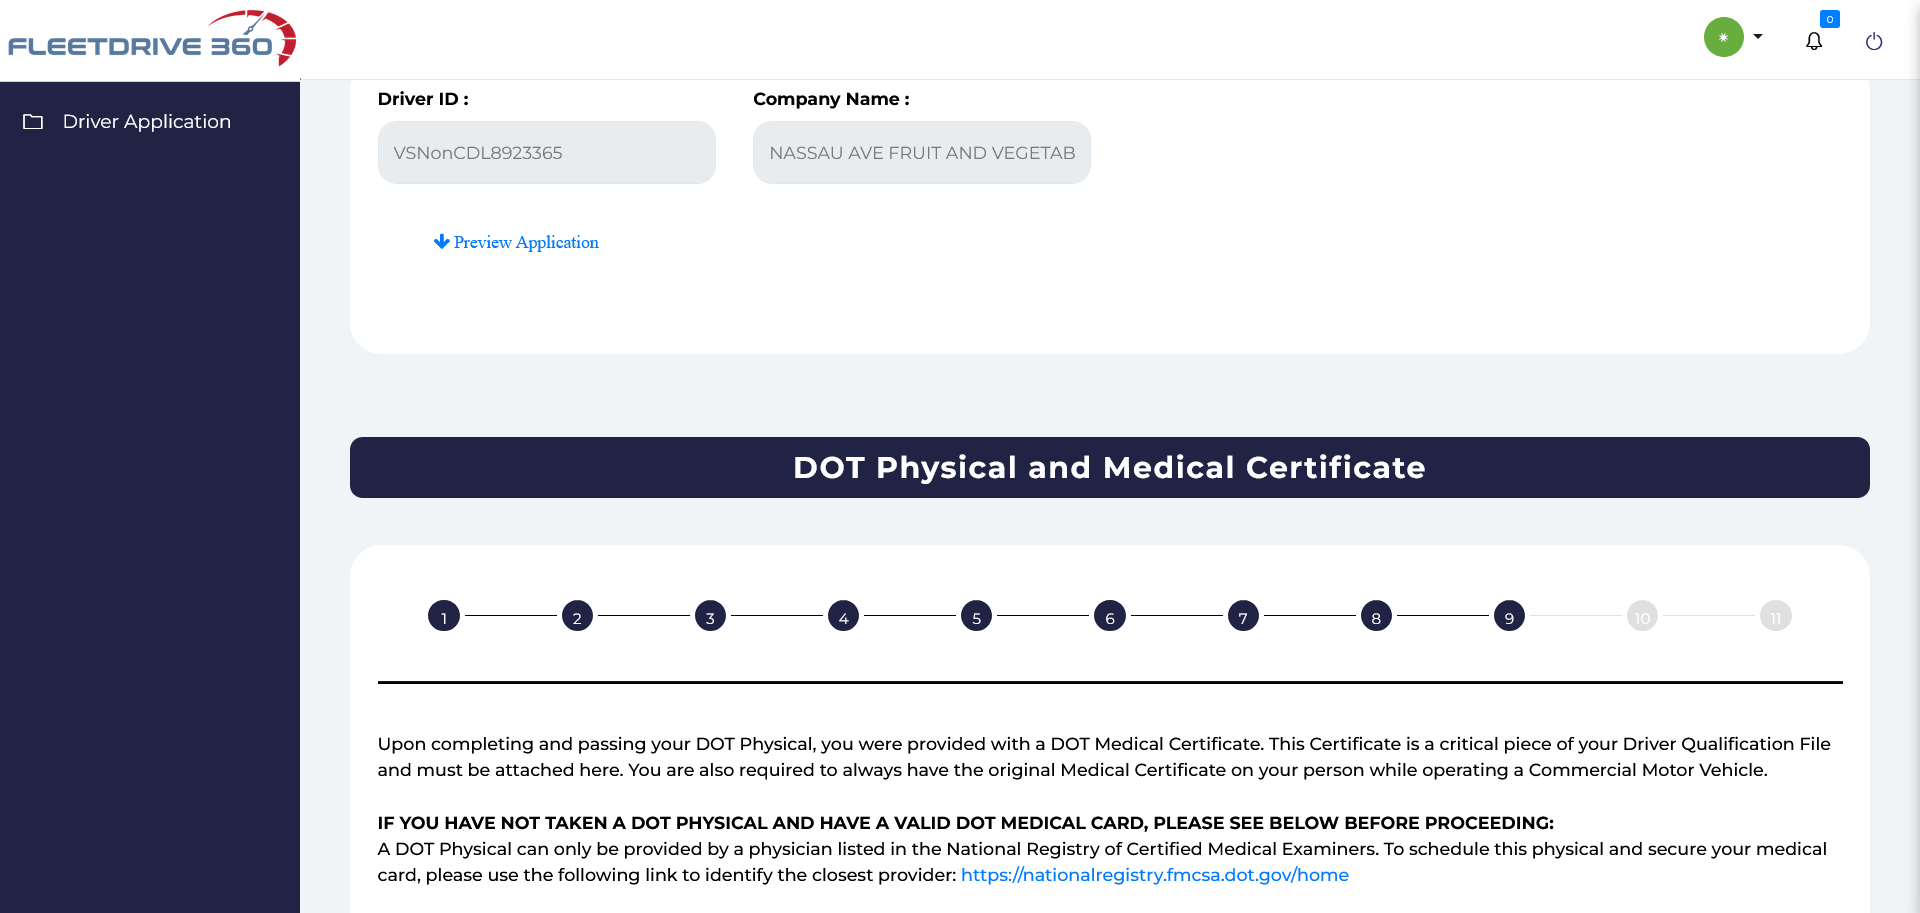 FLEETDRIVE 360
0
Driver Application
Driver ID :
Company Name :
VSNonCDL8923365
NASSAU AVE FRUIT AND VEGETAB
Preview Application
DOT Physical and Medical Certificate
1 2 3 4 5 6 7 8 9 10 11
Upon completing and passing your DOT Physical, you were provided with a DOT Medical Certificate. This Certificate is a critical piece of your Driver Qualification File
and must be attached here. You are also required to always have the original Medical Certificate on your person while operating a Commercial Motor Vehicle.
IF YOU HAVE NOT TAKEN A DOT PHYSICAL AND HAVE A VALID DOT MEDICAL CARD, PLEASE SEE BELOW BEFORE PROCEEDING:
A DOT Physical can only be provided by a physician listed in the National Registry of Certified Medical Examiners. To schedule this physical and secure your medical
card, please use the following link to identify the closest provider: https://nationalregistry.fmcsa.dot.gov/home